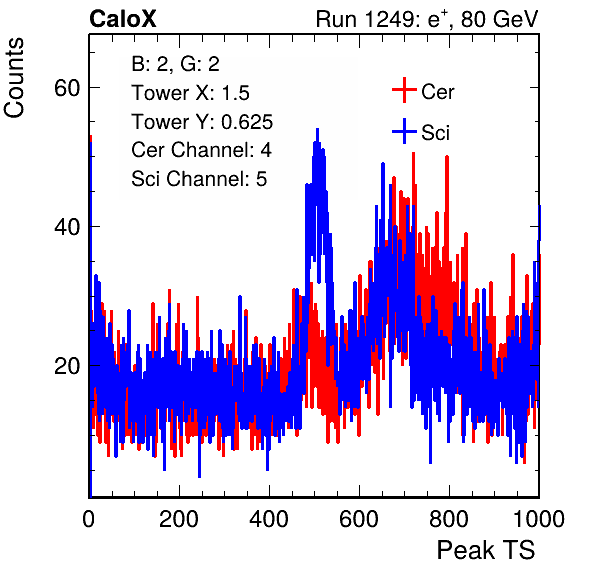 CaloX Run 1249: e⁺, 80 GeV
Counts
B: 2, G: 2
Tower X: 1.5
Tower Y: 0.625
Cer Channel: 4
Sci Channel: 5
Cer
Sci
60
40
20
0 200 400 600 800 1000
Peak TS